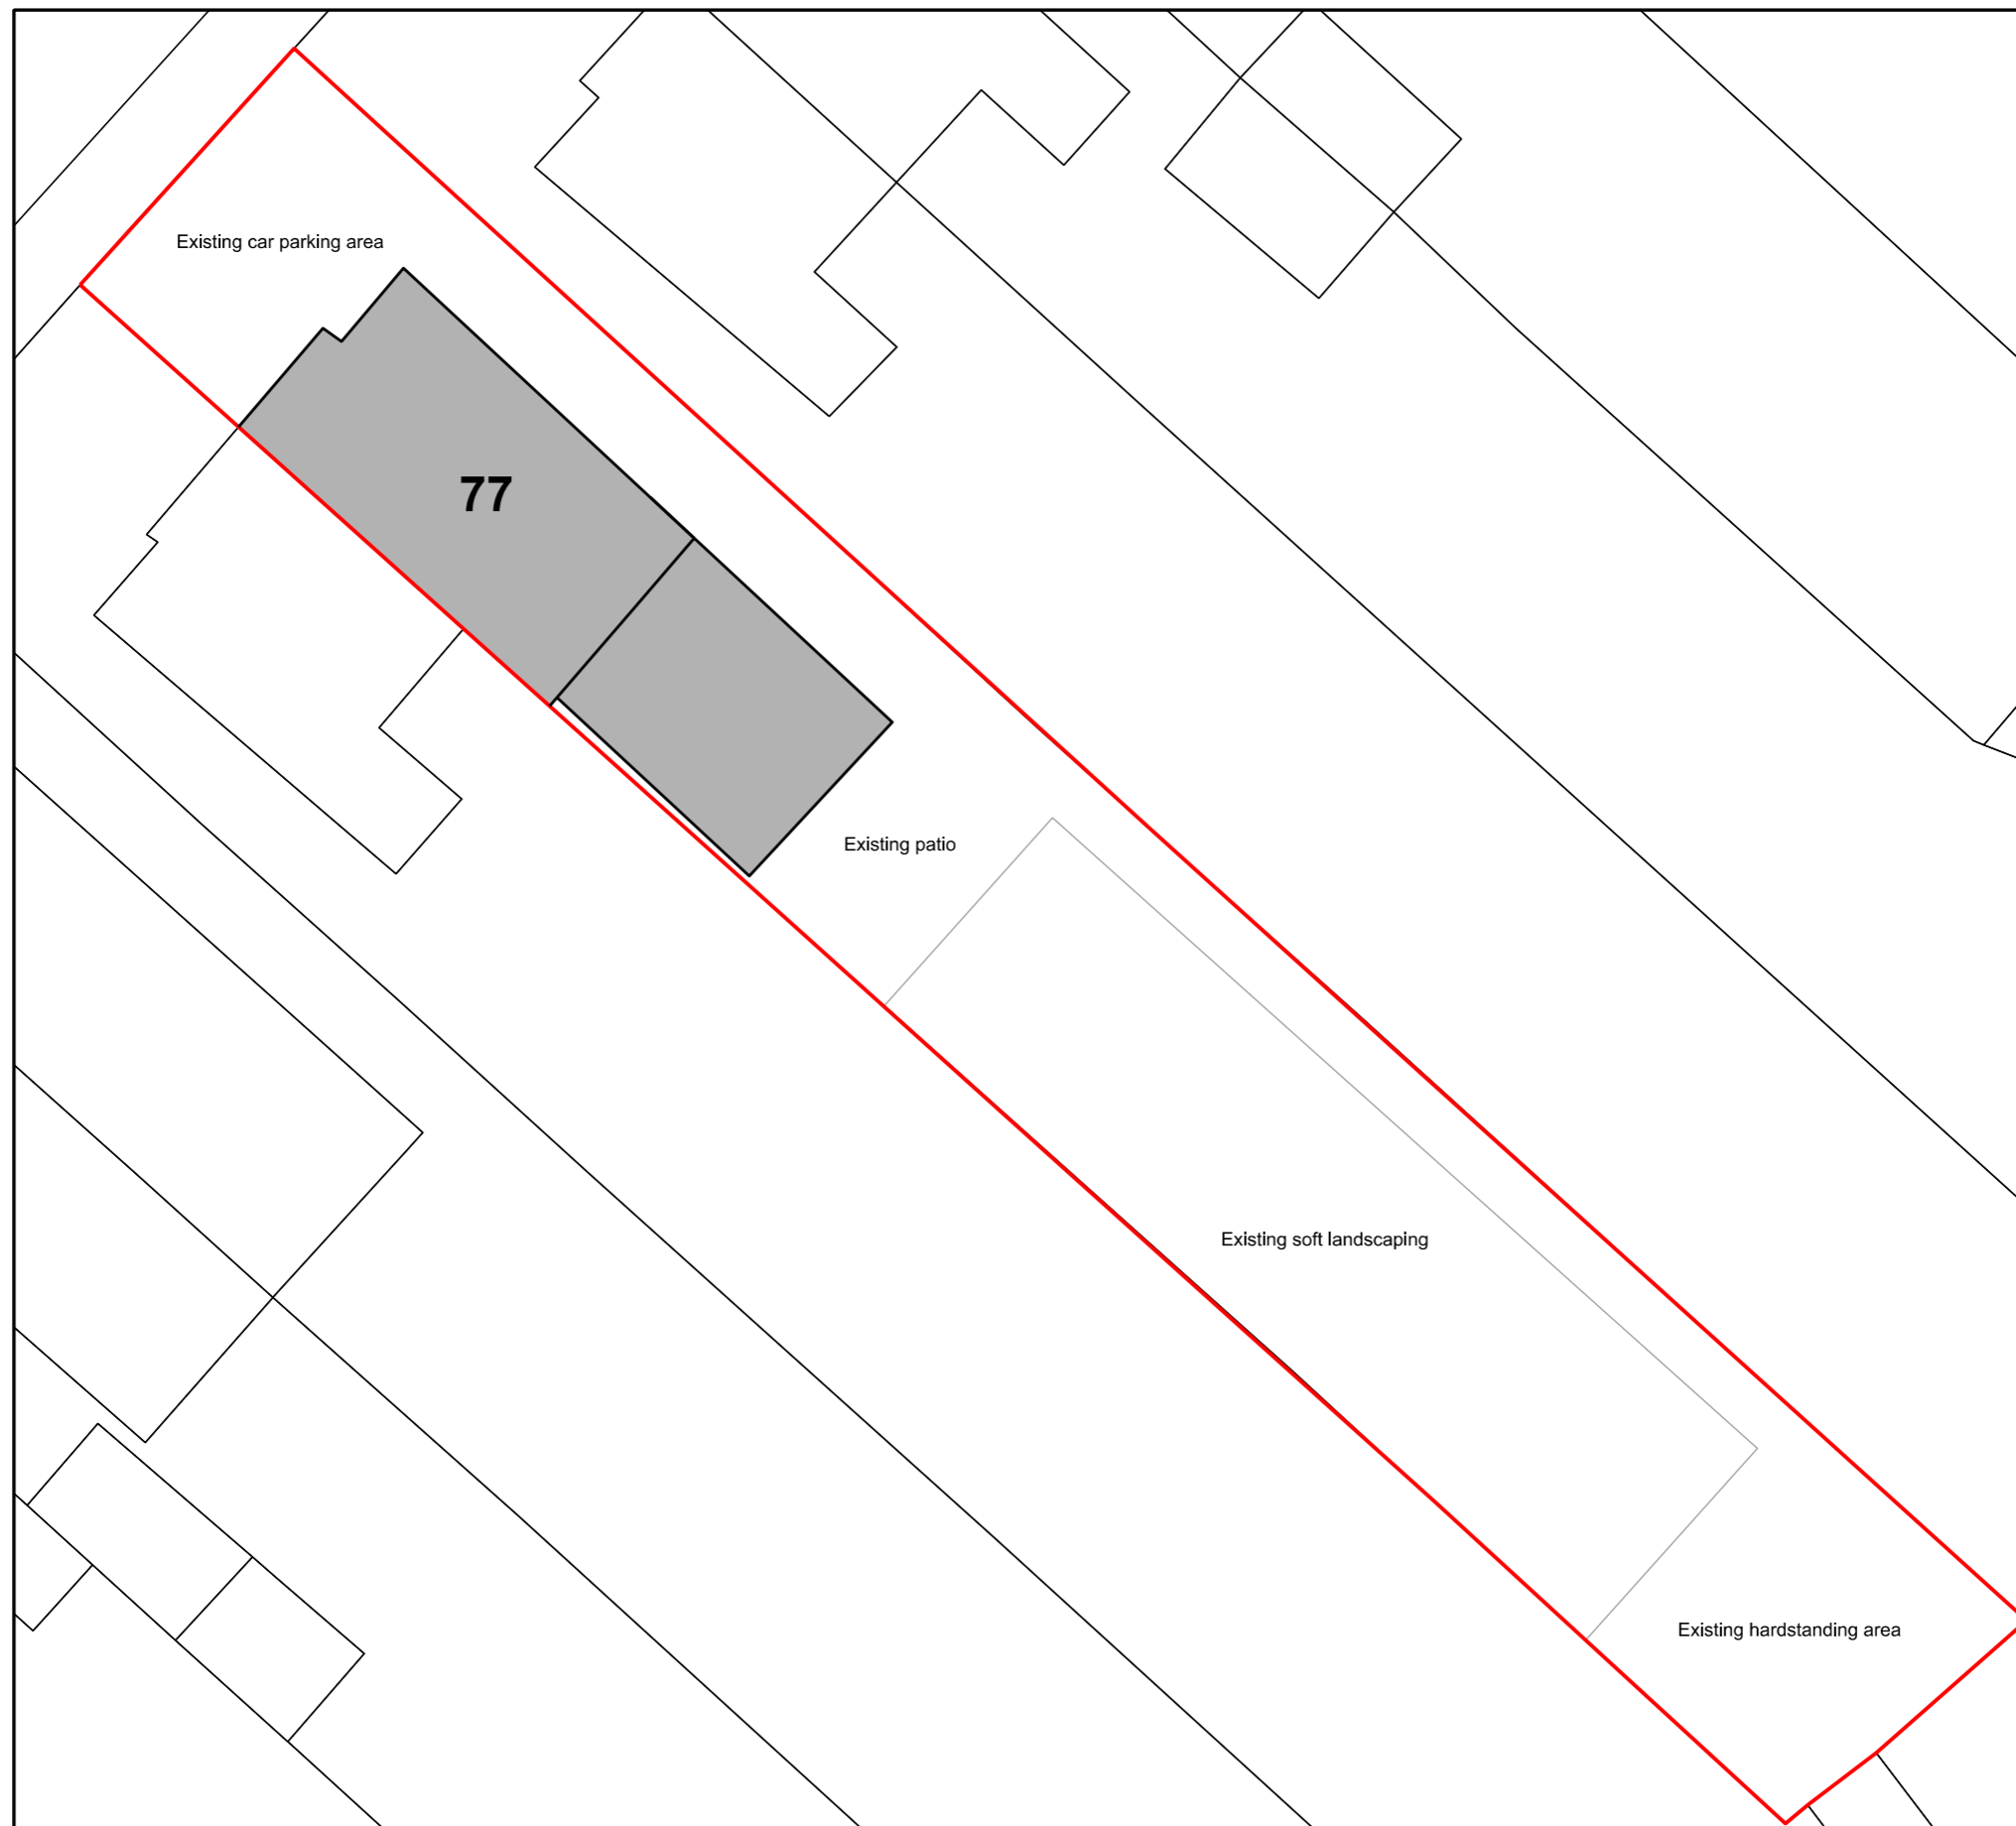 Existing car parking area
77
Existing patio
Existing soft landscaping
Existing hardstanding area